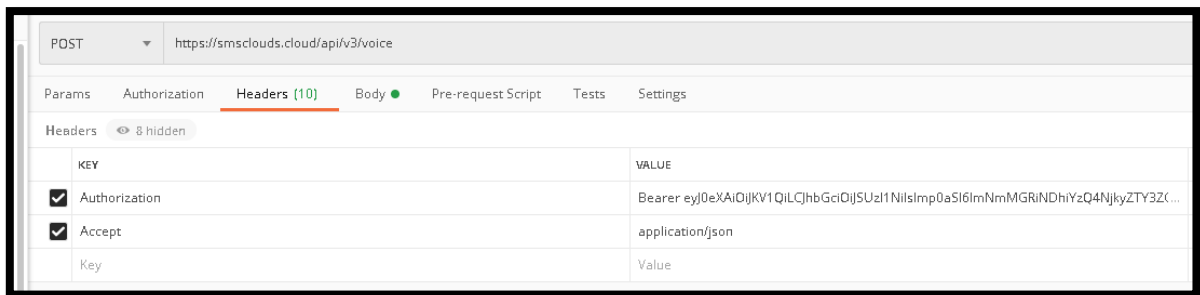 POST https://smsclouds.cloud/api/v3/voice
Params Authorization Headers (10) Body Pre-request Script Tests Settings
Headers 8 hidden
KEY VALUE
Authorization Bearer eyJ0eXAiOiJKV1QiLCJhbGciOiJSUzI1NiIsImp0aSI6ImNmMGRiNDhiYzQ4NjkyZTY3ZC...
Accept application/json
Key Value